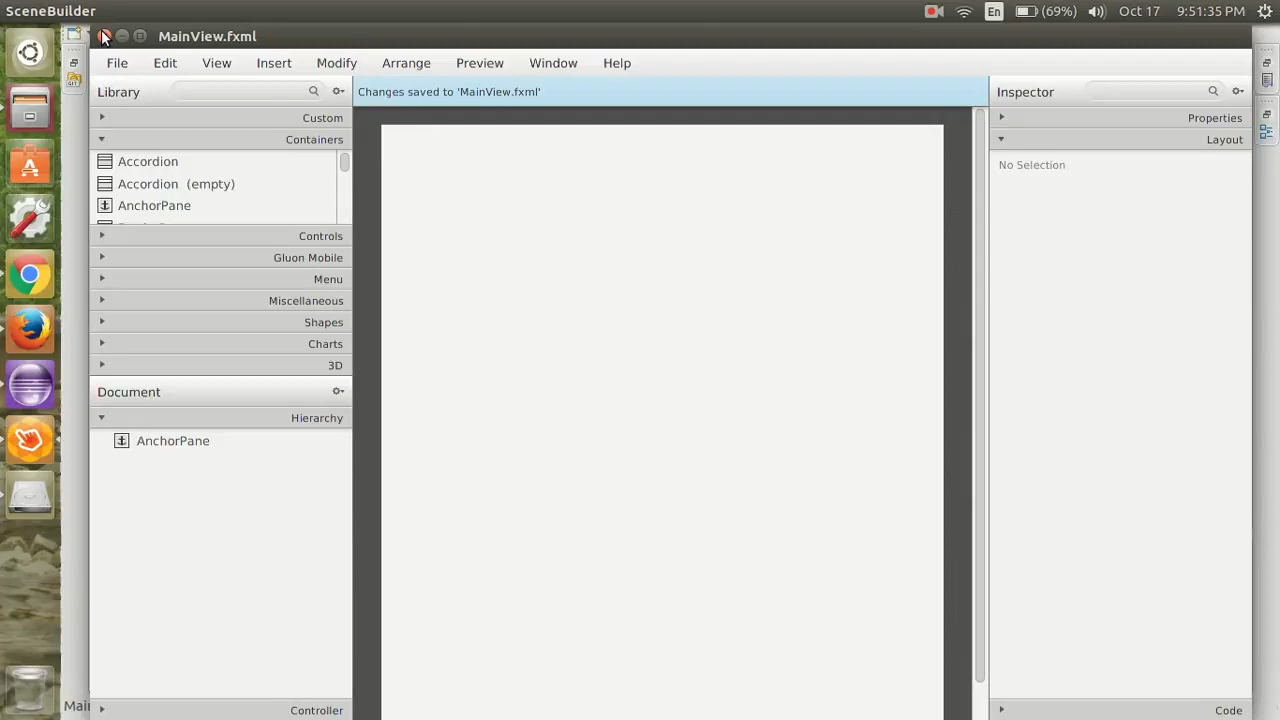 SceneBuilder
En
(69%)
Oct 17
9:51:35 PM
MainView.fxml
File
Edit
View
Insert
Modify
Arrange
Preview
Window
Help
Library
Custom
Containers
Accordion
Accordion (empty)
AnchorPane
Controls
Gluon Mobile
Menu
Miscellaneous
Shapes
Charts
3D
Document
Hierarchy
AnchorPane
Controller
Changes saved to 'MainView.fxml'
Inspector
Properties
Layout
No Selection
Code
Mai